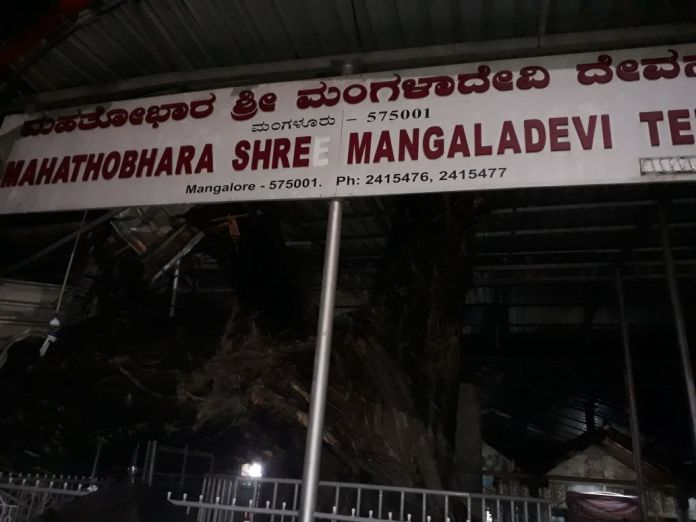 ಮಹತೋಭಾರ ಶ್ರೀ ಮಂಗಳಾದೇವಿ
ಮಂಗಳೂರು - 575001
MAHATHOBHARA SHREE MANGALADEVI
Mangalore - 575001. Ph: 2415476, 2415477